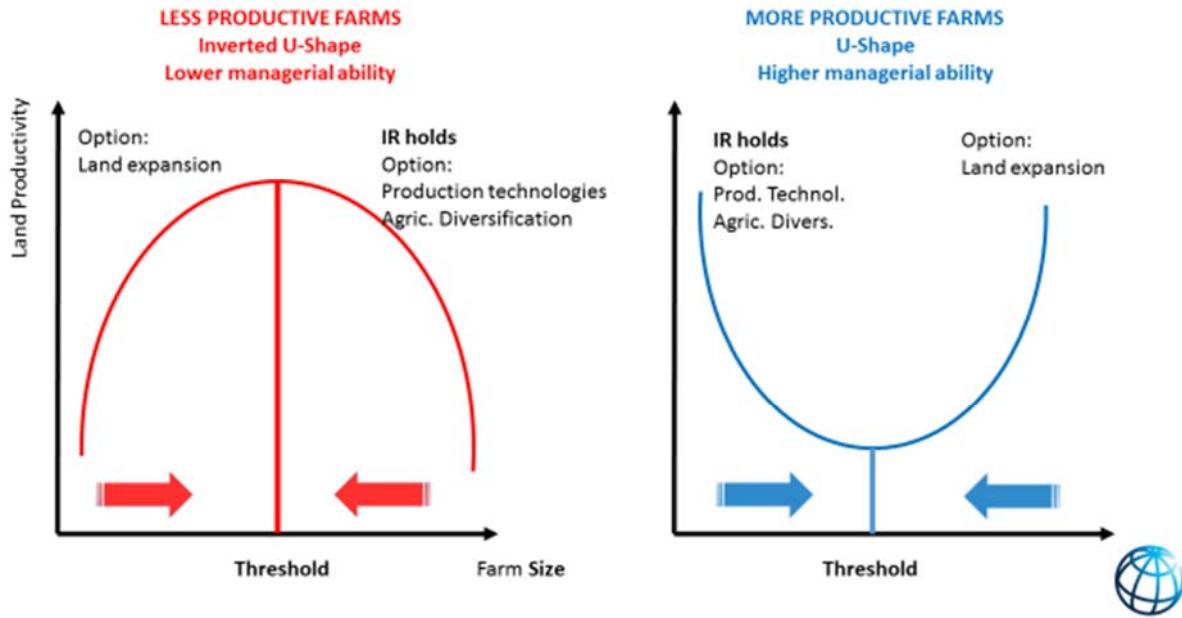 LESS PRODUCTIVE FARMS
Inverted U-Shape
Lower managerial ability
Land Productivity
Option:
Land expansion
IR holds
Option:
Production technologies
Agric. Diversification
Threshold
Farm Size
MORE PRODUCTIVE FARMS
U-Shape
Higher managerial ability
IR holds
Option:
Prod. Technol.
Agric. Divers.
Option:
Land expansion
Threshold